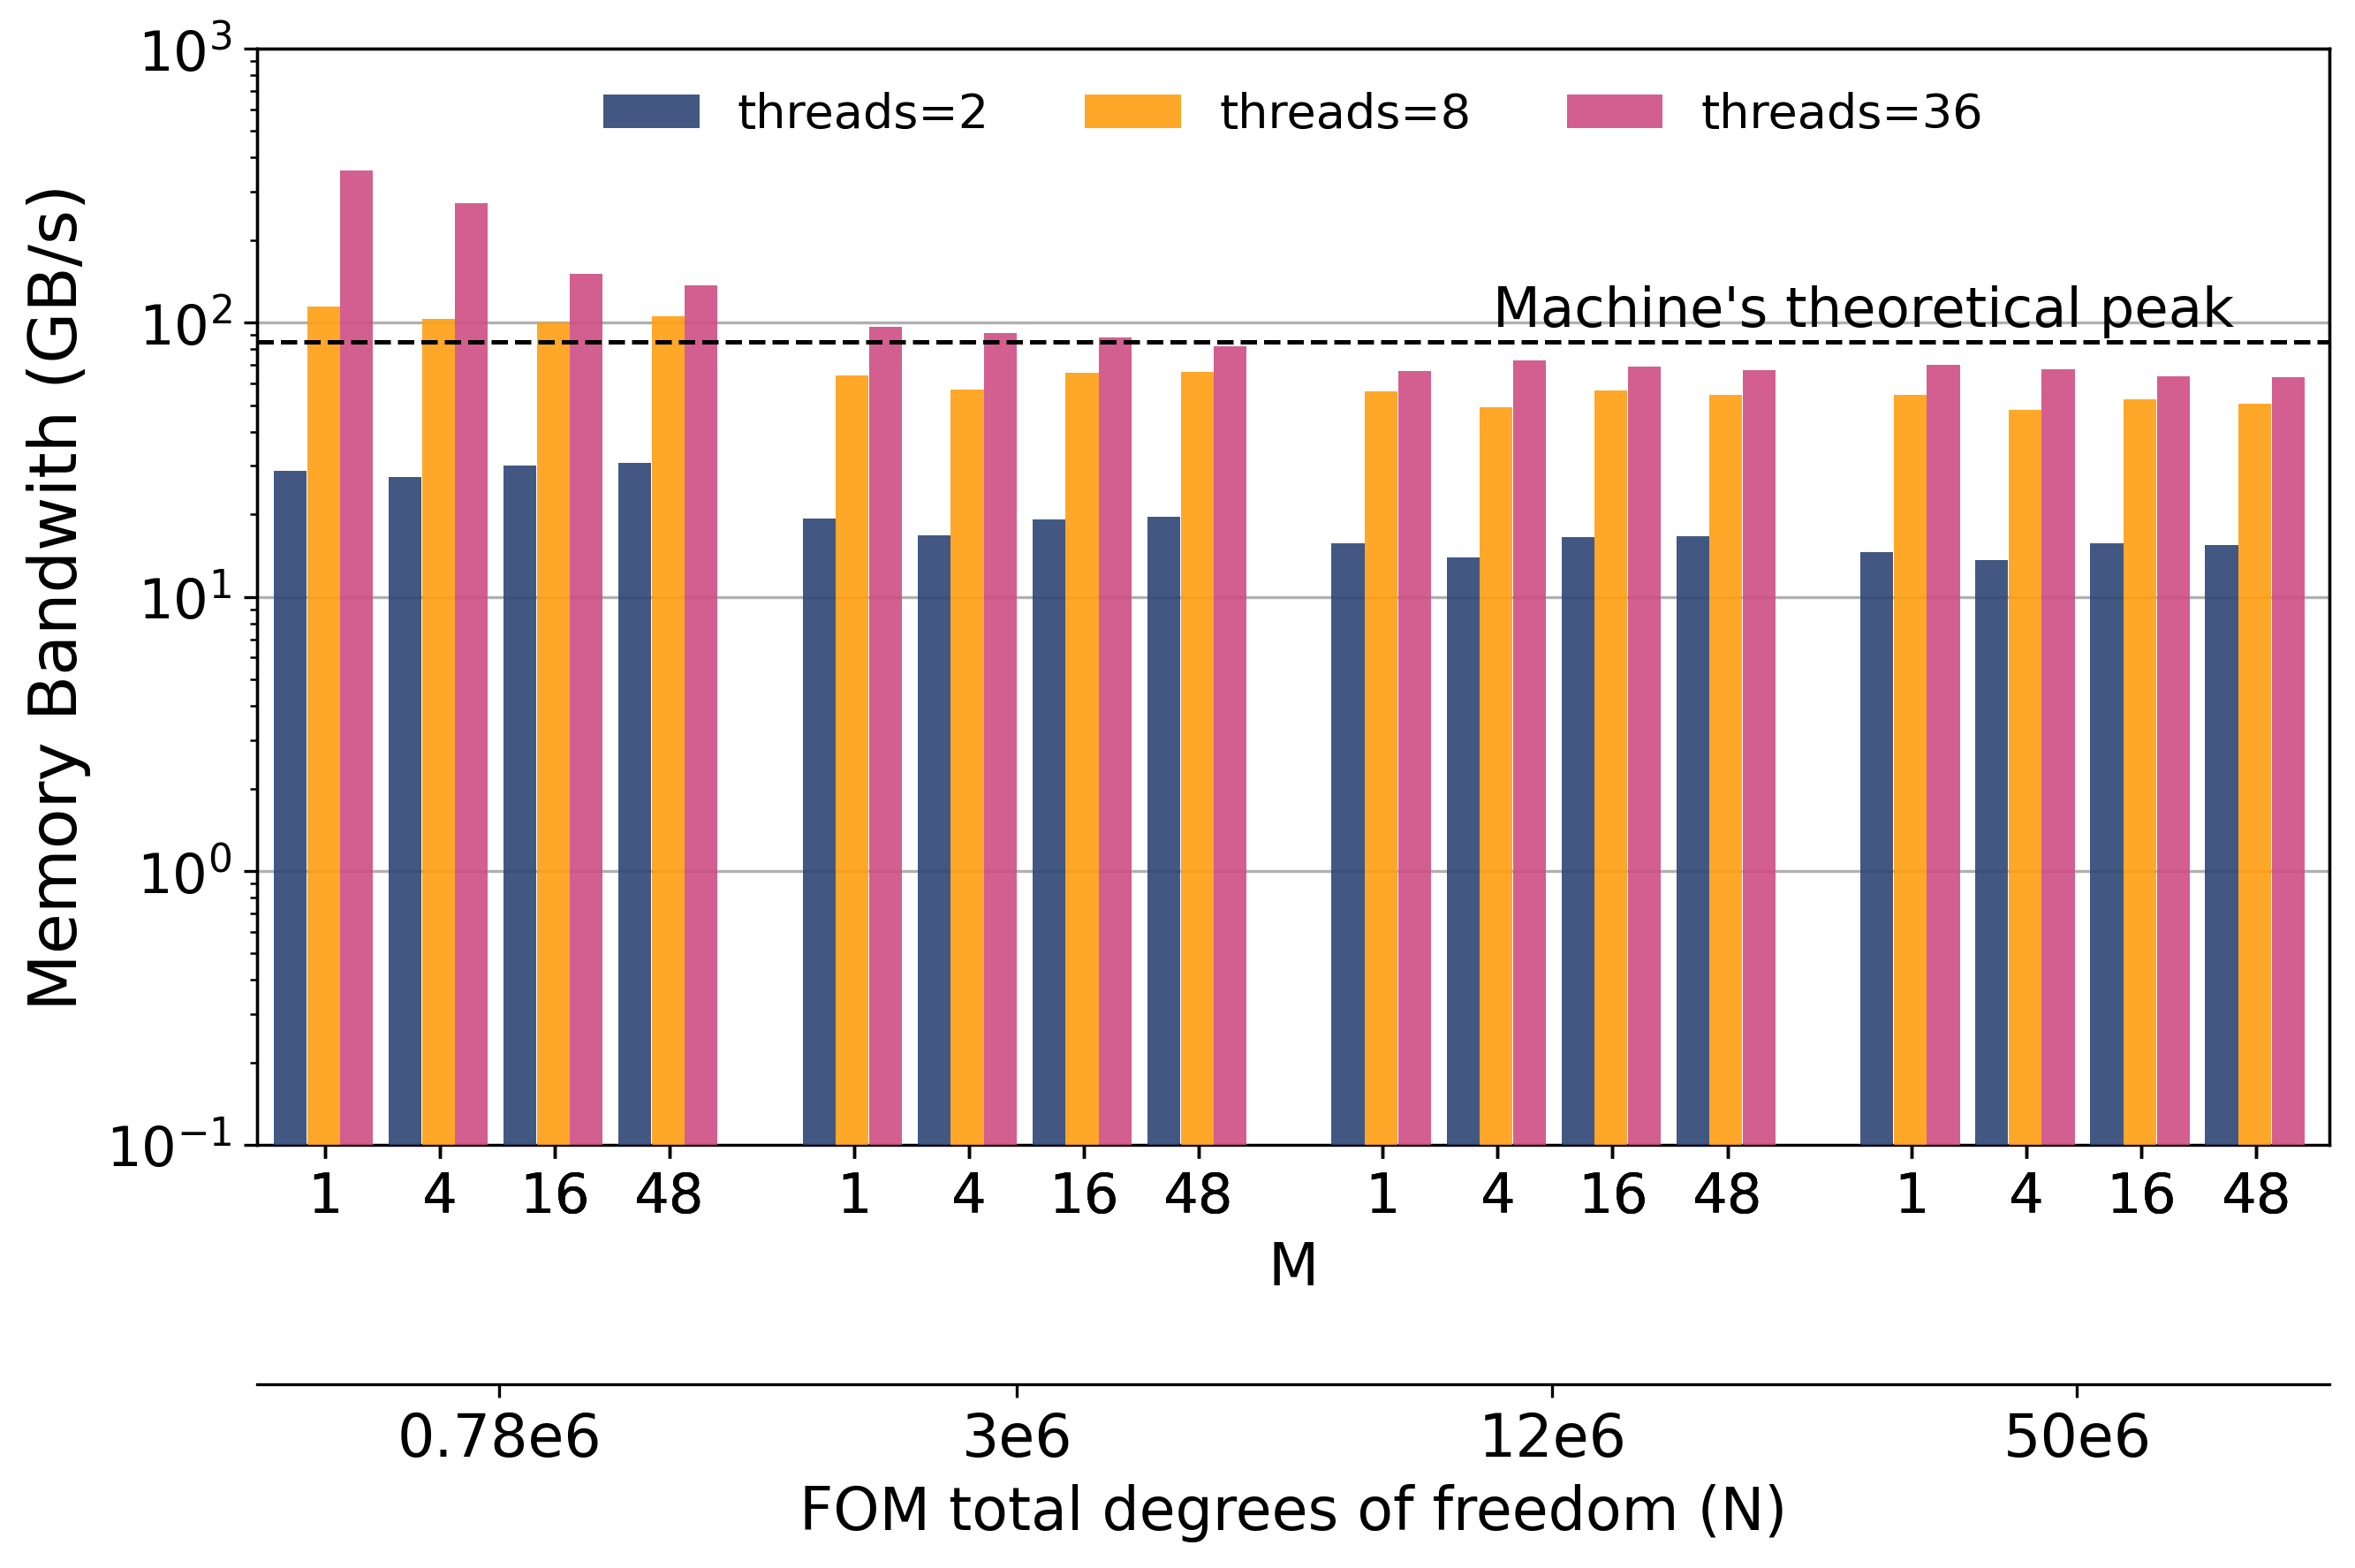 10³
threads=2 threads=8 threads=36
Machine's theoretical peak
10²
10¹
10⁰
10⁻¹
Memory Bandwith (GB/s)
1 4 16 48 1 4 16 48 1 4 16 48 1 4 16 48
M
0.78e6 3e6 12e6 50e6
FOM total degrees of freedom (N)